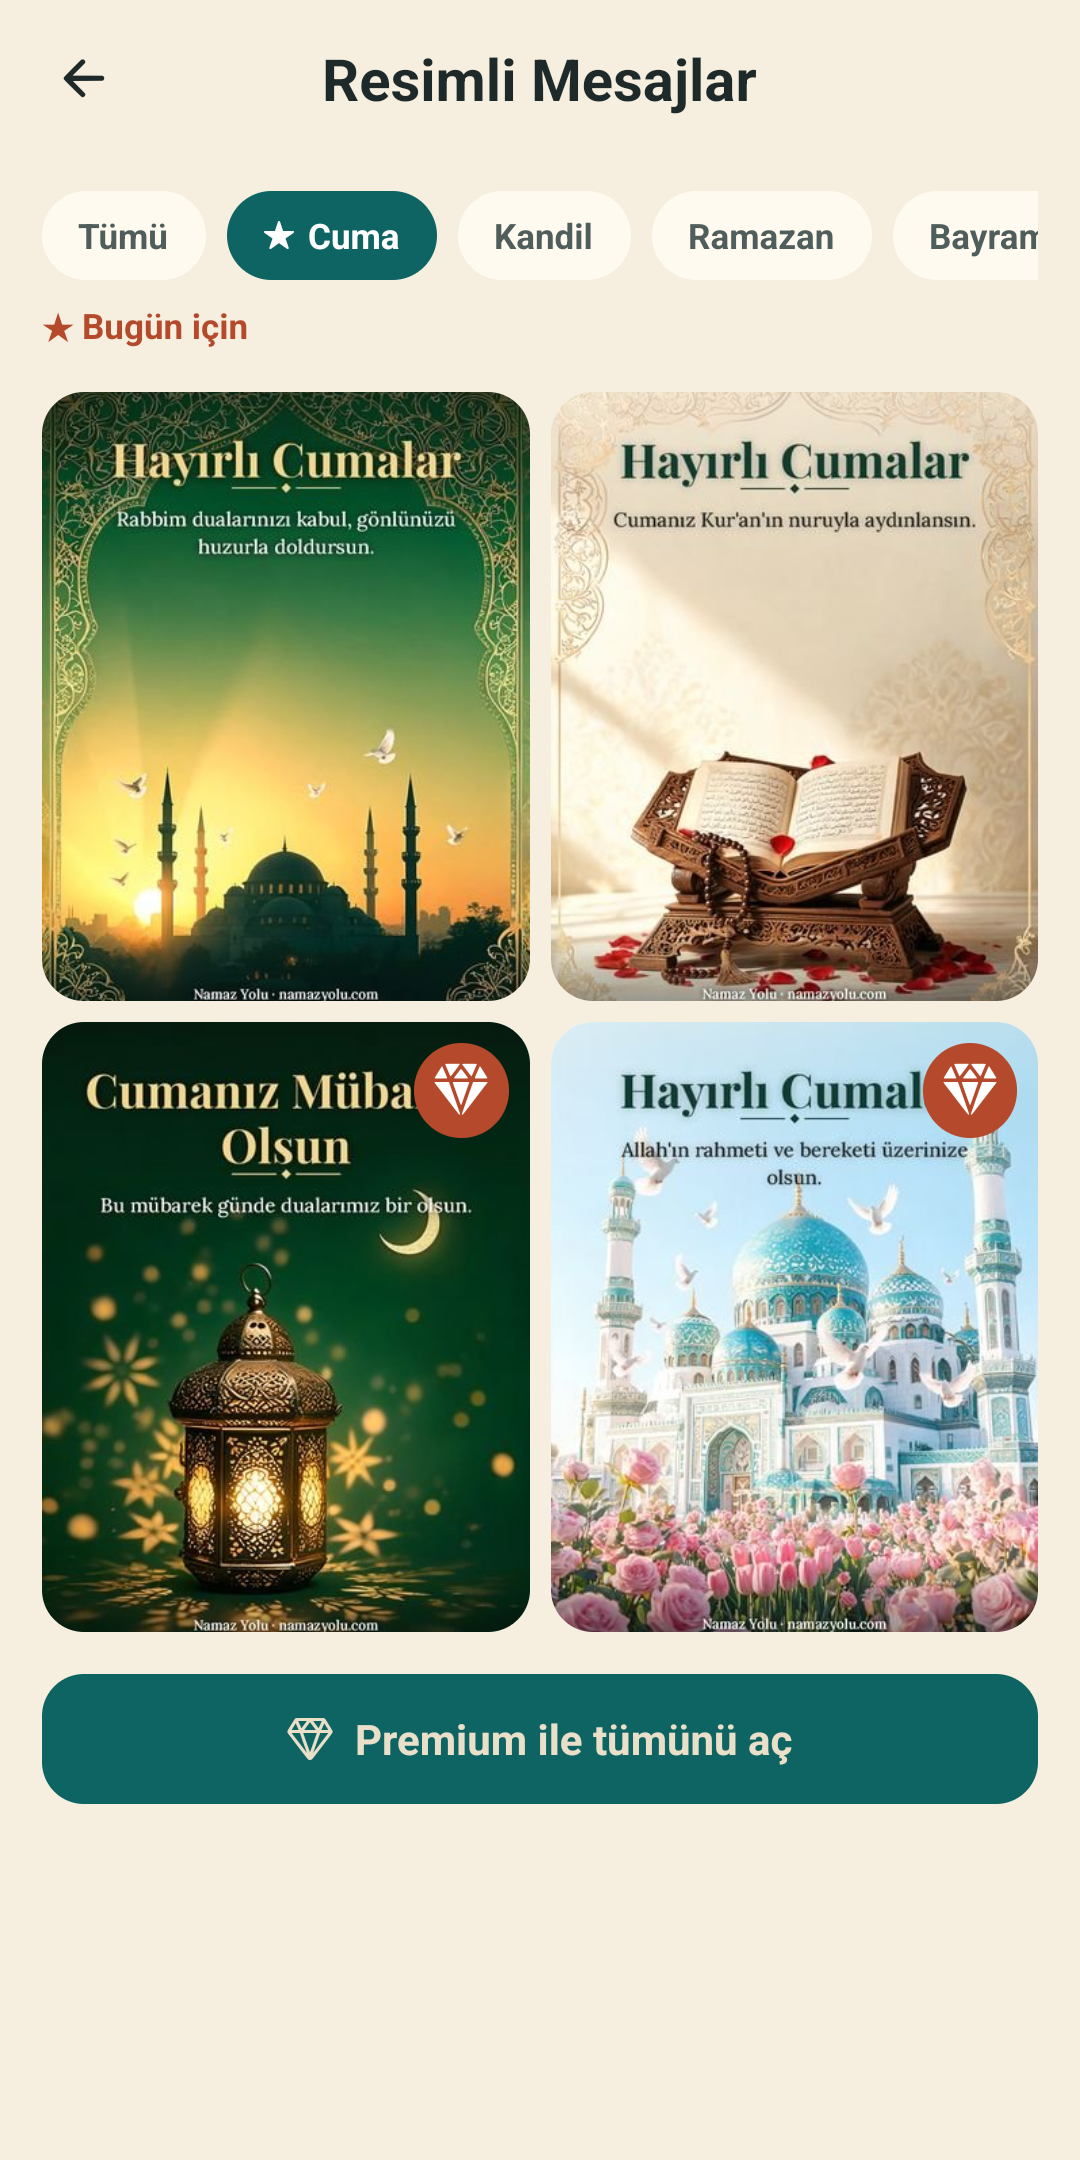 Resimli Mesajlar
Tümü
★ Cuma
Kandil
Ramazan
Bayram
★ Bugün için
Hayırlı Cumalar
Rabbim dualarınızı kabul, gönlünüzü
huzurla doldursun.
Namaz Yolu · namazyolu.com
Hayırlı Cumalar
Cumanız Kur'an'ın nuruyla aydınlansın.
Namaz Yolu · namazyolu.com
Cumanız Müba
Olsun
Bu mübarek günde dualarımız bir olsun.
Namaz Yolu · namazyolu.com
Hayırlı Cumal
Allah'ın rahmeti ve bereketi üzerinize
olsun.
Namaz Yolu · namazyolu.com
Premium ile tümünü aç